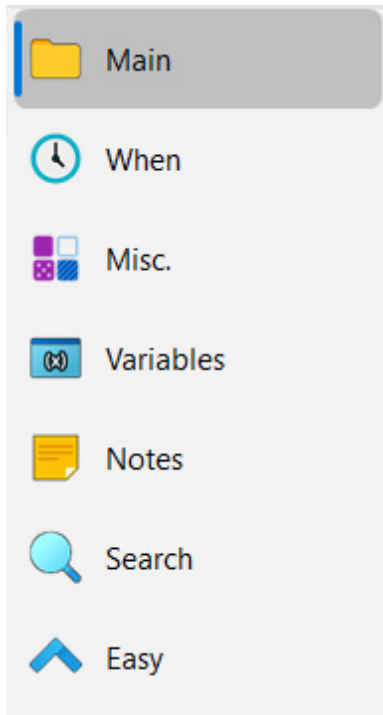 Main
When
Misc.
Variables
Notes
Search
Easy